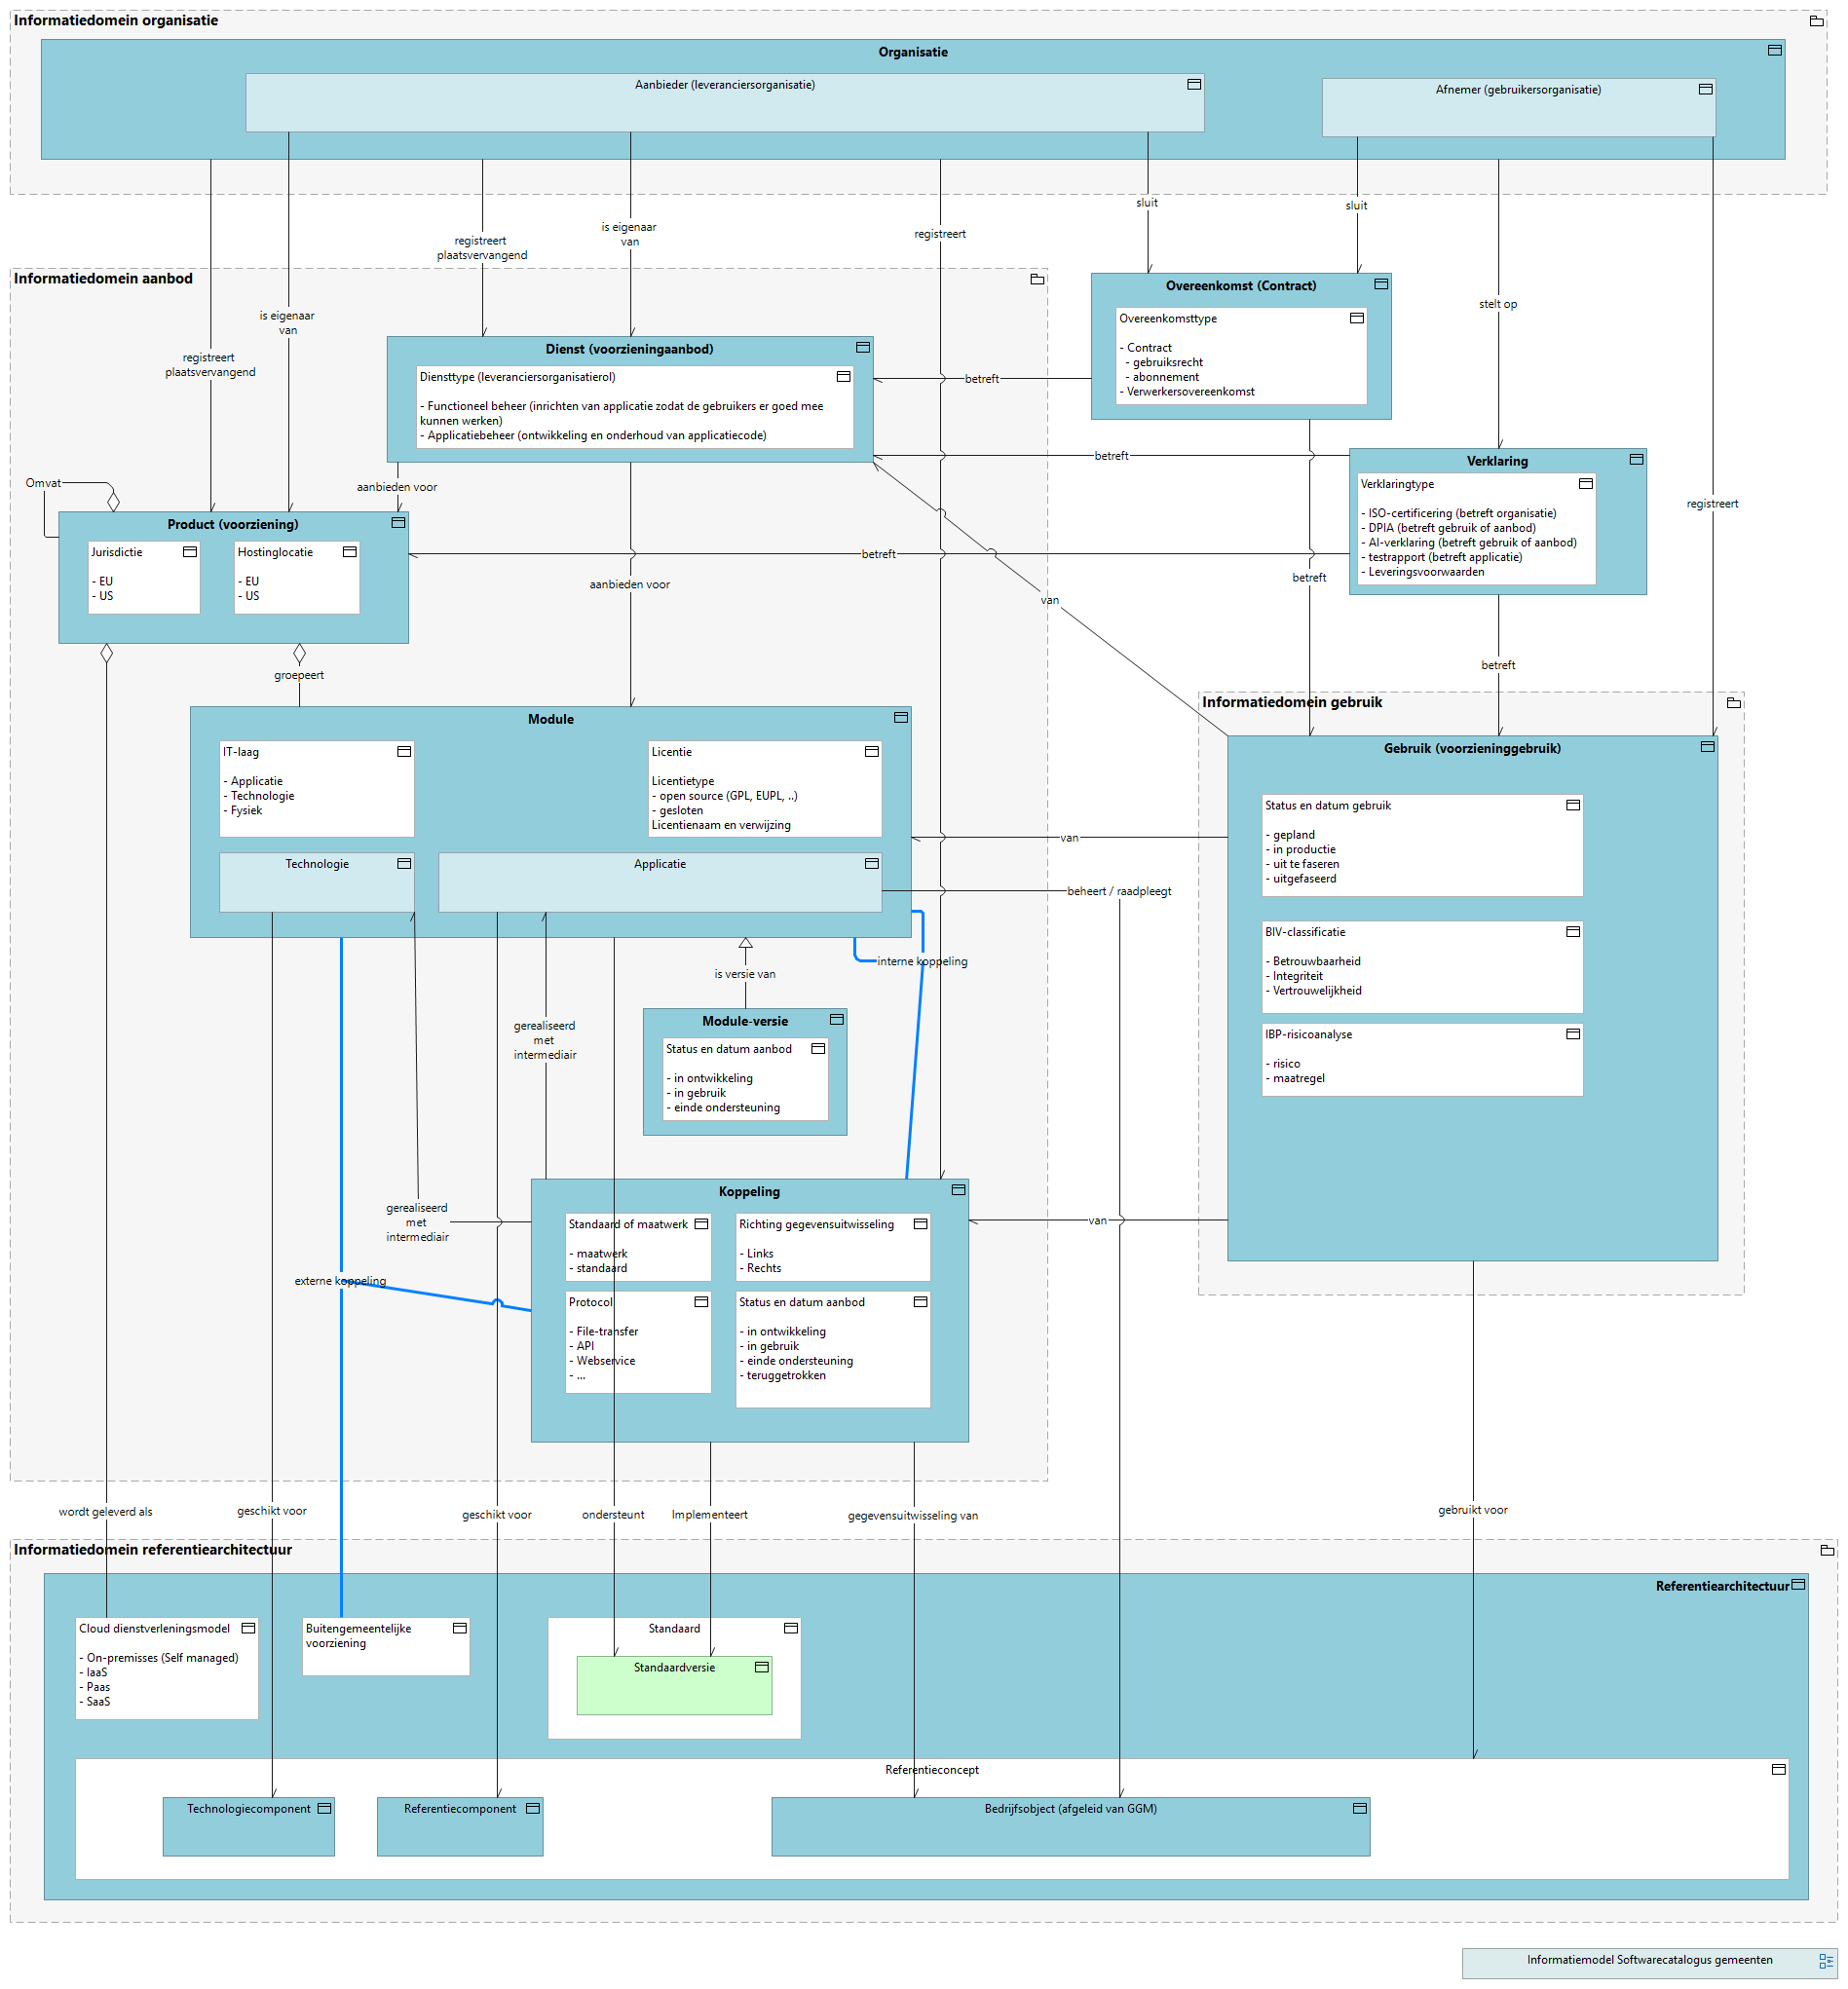 Informatiedomein organisatie
Organisatie
Aanbieder (leveranciersorganisatie)
Afnemer (gebruikersorganisatie)
sluit
sluit
is eigenaar
van
registreert
registreert
plaatsvervangend
Informatiedomein aanbod
Overeenkomst (Contract)
Overeenkomsttype
- Contract
- gebruiksrecht
- abonnement
- Verwerkersovereenkomst
stelt op
is eigenaar
van
registreert
plaatsvervangend
Dienst (voorzieningaanbod)
Diensttype (leveranciersorganisatierol)
- Functioneel beheer (inrichten van applicatie zodat de gebruikers er goed mee
kunnen werken)
- Applicatiebeheer (ontwikkeling en onderhoud van applicatiecode)
betreft
betreft
Verklaring
Verklaringtype
- ISO-certificering (betreft organisatie)
- DPIA (betreft gebruik of aanbod)
- AI-verklaring (betreft gebruik of aanbod)
- testrapport (betreft applicatie)
- Leveringsvoorwaarden
registreert
Omvat
aanbieden voor
Product (voorziening)
Jurisdictie
- EU
- US
Hostinglocatie
- EU
- US
betreft
aanbieden voor
betreft
van
groepeert
betreft
Informatiedomein gebruik
Module
IT-laag
- Applicatie
- Technologie
- Fysiek
Licentie
Licentietype
- open source (GPL, EUPL, ..)
- gesloten
Licentienaam en verwijzing
Technologie
Applicatie
Gebruik (voorzieninggebruik)
Status en datum gebruik
- gepland
- in productie
- uit te faseren
- uitgefaseerd
van
beheert / raadpleegt
BIV-classificatie
- Betrouwbaarheid
- Integriteit
- Vertrouwelijkheid
IBP-risicoanalyse
- risico
- maatregel
interne koppeling
is versie van
Module-versie
Status en datum aanbod
- in ontwikkeling
- in gebruik
- einde ondersteuning
gerealiseerd
met
intermediair
gerealiseerd
met
intermediair
Koppeling
Standaard of maatwerk
- maatwerk
- standaard
Richting gegevensuitwisseling
- Links
- Rechts
Protocol
- File-transfer
- API
- Webservice
- ...
Status en datum aanbod
- in ontwikkeling
- in gebruik
- einde ondersteuning
- teruggetrokken
van
externe koppeling
wordt geleverd als
geschikt voor
geschikt voor
ondersteunt
Implementeert
gegevensuitwisseling van
gebruikt voor
Informatiedomein referentiearchitectuur
Referentiearchitectuur
Cloud dienstverleningsmodel
- On-premisses (Self managed)
- IaaS
- Paas
- SaaS
Buitengemeentelijke
voorziening
Standaard
Standaardversie
Referentieconcept
Technologiecomponent
Referentiecomponent
Bedrijfsobject (afgeleid van GGM)
Informatiemodel Softwarecatalogus gemeenten